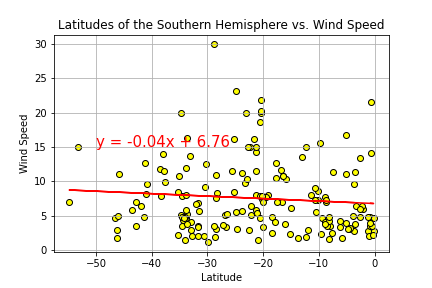 Latitudes of the Southern Hemisphere vs. Wind Speed
30
25
20
15
10
5
0
Wind Speed
y = -0.04x + 6.76
−50 −40 −30 −20 −10 0
Latitude